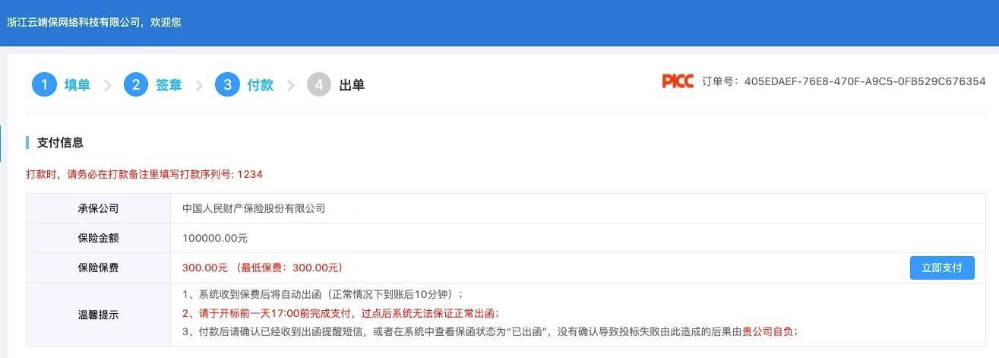 浙江云端保网络科技有限公司，欢迎您
1 填单 2 签章 3 付款 4 出单
PICC 订单号：405EDAEF-76E8-470F-A9C5-0FB529C676354
支付信息
打款时，请务必在打款备注里填写打款序列号: 1234
承保公司 中国人民财产保险股份有限公司
保险金额 100000.00元
保险保费 300.00元 （最低保费：300.00元） 立即支付
温馨提示
1、系统收到保费后将自动出函（正常情况下到账后10分钟）；
2、请于开标前一天17:00前完成支付，过点后系统无法保证正常出函；
3、付款后请确认已经收到出函提醒短信，或者在系统中查看保函状态为“已出函”，没有确认导致投标失败由此造成的后果由贵公司自负；